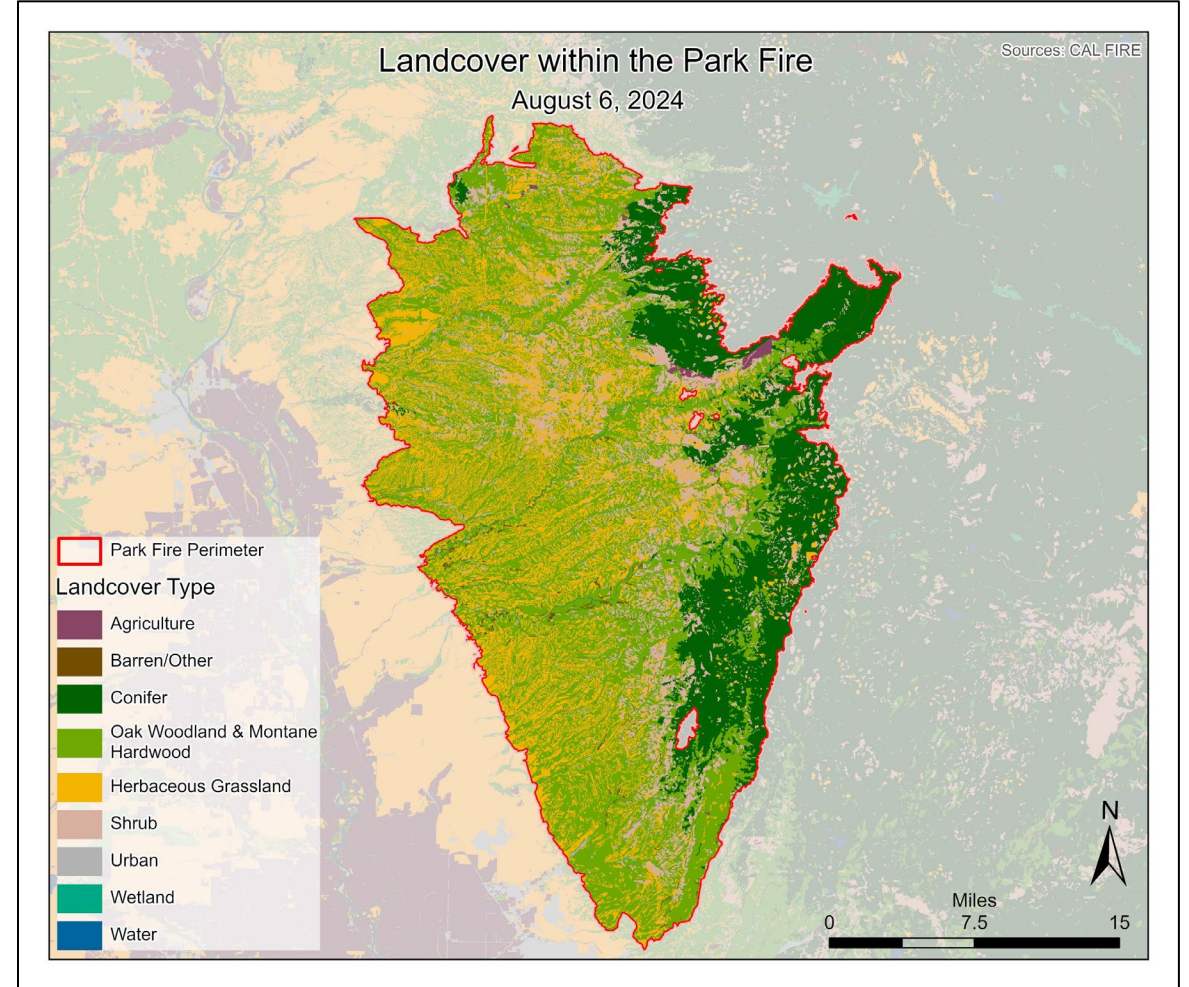 Landcover within the Park Fire
August 6, 2024
Sources: CAL FIRE
Park Fire Perimeter
Landcover Type
Agriculture
Barren/Other
Conifer
Oak Woodland & Montane
Hardwood
Herbaceous Grassland
Shrub
Urban
Wetland
Water
N
Miles
0 7.5 15